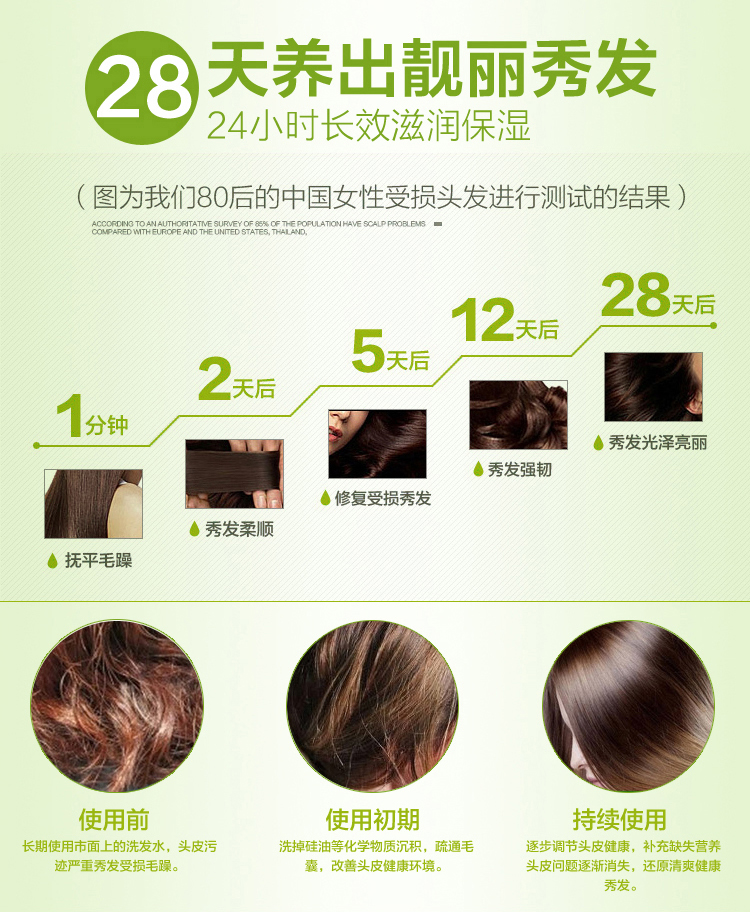 28天养出靓丽秀发
24小时长效滋润保湿
（图为我们80后的中国女性受损头发进行测试的结果）
ACCORDING TO AN AUTHORITATIVE SURVEY OF 85% OF THE POPULATION HAVE SCALP PROBLEMS
COMPARED WITH EUROPE AND THE UNITED STATES, THAILAND,
1分钟
抚平毛躁
2天后
秀发柔顺
5天后
修复受损秀发
12天后
秀发强韧
28天后
秀发光泽亮丽
使用前
长期使用市面上的洗发水，头皮污
迹严重秀发受损毛躁。
使用初期
洗掉硅油等化学物质沉积，疏通毛
囊，改善头皮健康环境。
持续使用
逐步调节头皮健康，补充缺失营养
头皮问题逐渐消失，还原清爽健康
秀发。